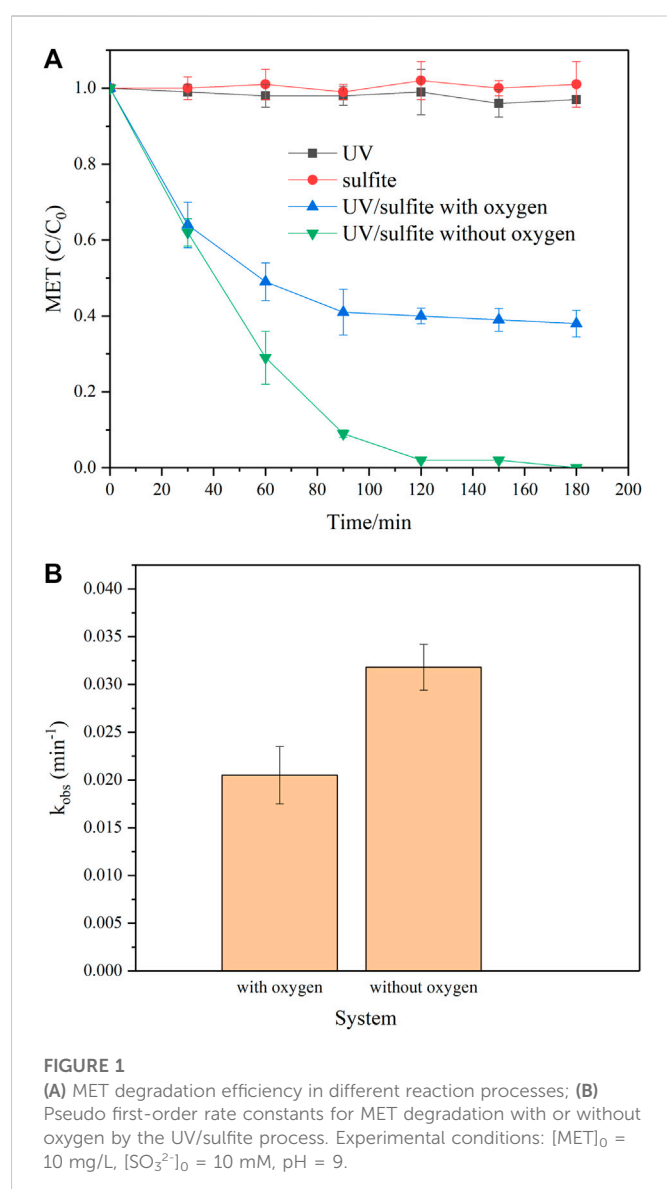 A
MET (C/C₀)
1.0
0.8
0.6
0.4
0.2
0.0
UV
sulfite
UV/sulfite with oxygen
UV/sulfite without oxygen
0 20 40 60 80 100 120 140 160 180 200
Time/min
B
kobs (min⁻¹)
0.040
0.035
0.030
0.025
0.020
0.015
0.010
0.005
0.000
with oxygen without oxygen
System
FIGURE 1
(A) MET degradation efficiency in different reaction processes; (B)
Pseudo first-order rate constants for MET degradation with or without
oxygen by the UV/sulfite process. Experimental conditions: [MET]₀ =
10 mg/L, [SO₃²⁻]₀ = 10 mM, pH = 9.